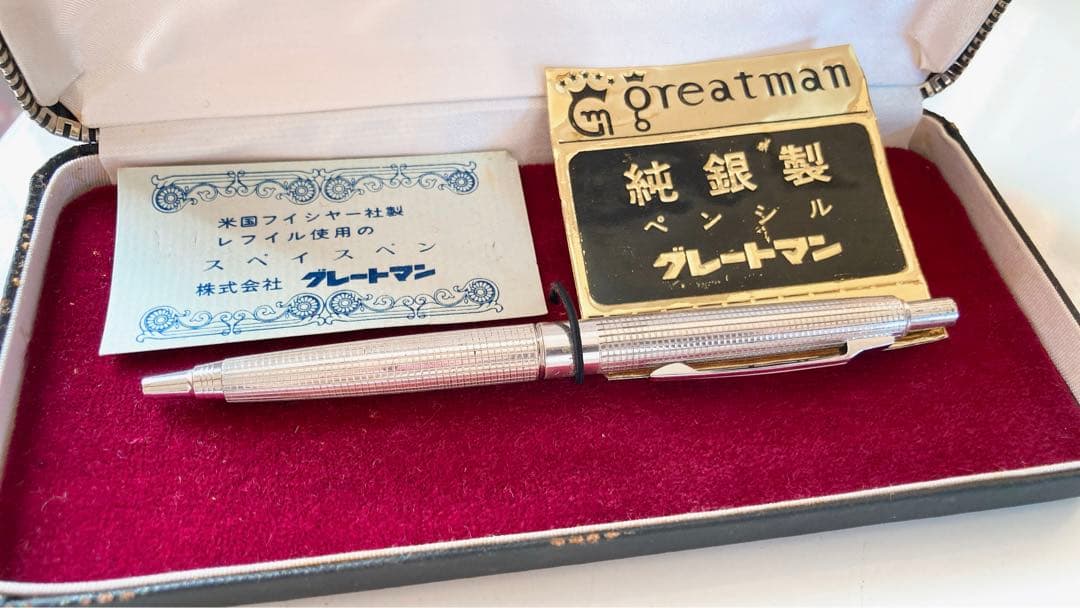 米国フイシヤー社製
レフイル使用の
スペイスペン
株式会社 グレートマン
Gm greatman
純銀製
ペンシル
グレートマン